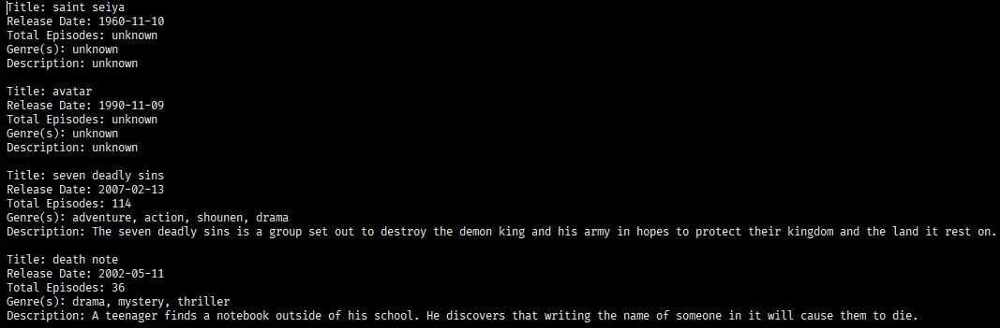 Title: saint seiya
Release Date: 1960-11-10
Total Episodes: unknown
Genre(s): unknown
Description: unknown
Title: avatar
Release Date: 1990-11-09
Total Episodes: unknown
Genre(s): unknown
Description: unknown
Title: seven deadly sins
Release Date: 2007-02-13
Total Episodes: 114
Genre(s): adventure, action, shounen, drama
Description: The seven deadly sins is a group set out to destroy the demon king and his army in hopes to protect their kingdom and the land it rest on.
Title: death note
Release Date: 2002-05-11
Total Episodes: 36
Genre(s): drama, mystery, thriller
Description: A teenager finds a notebook outside of his school. He discovers that writing the name of someone in it will cause them to die.